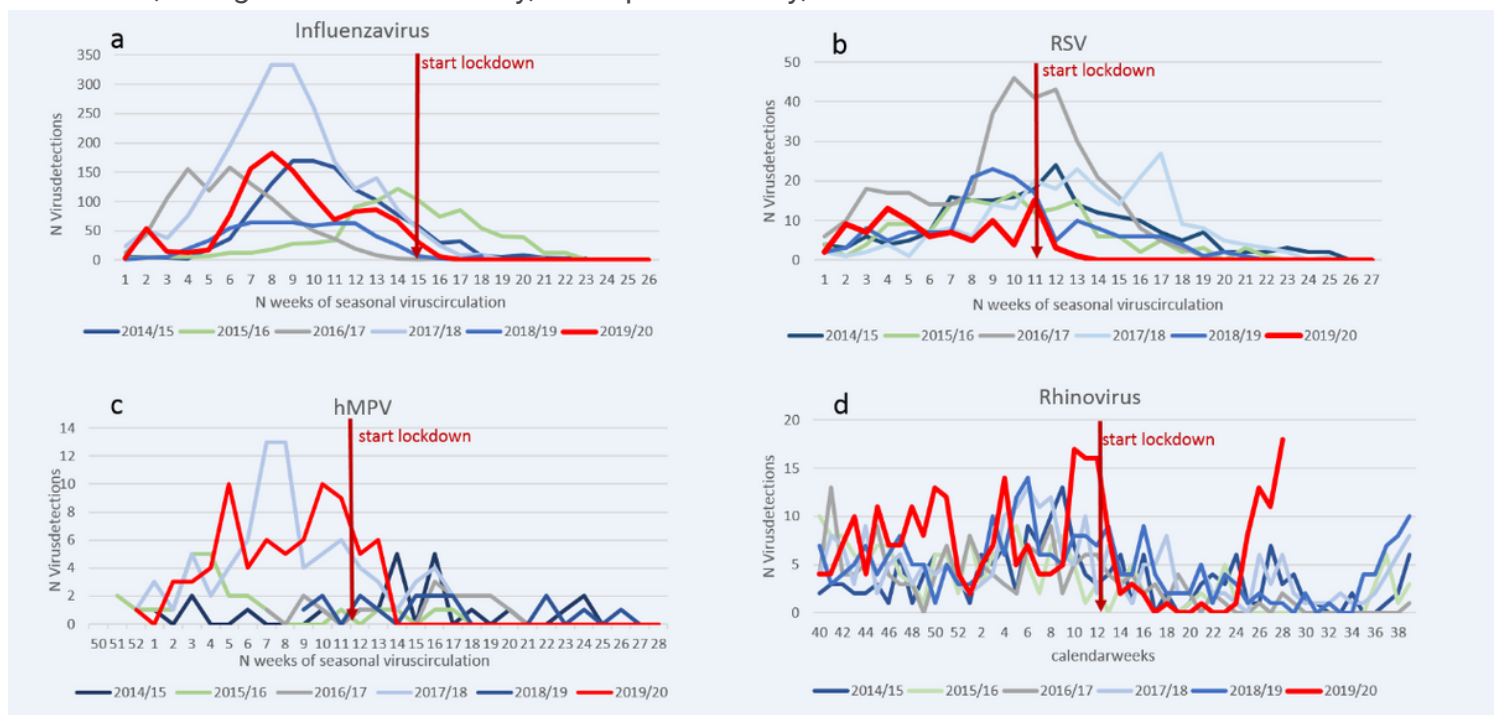 a
Influenzavirus
start lockdown
N Virusdetections
350
300
250
200
150
100
50
0
1 2 3 4 5 6 7 8 9 10 11 12 13 14 15 16 17 18 19 20 21 22 23 24 25 26
N weeks of seasonal viruscirculation
2014/15 2015/16 2016/17 2017/18 2018/19 2019/20
b
RSV
start lockdown
N Virusdetections
50
40
30
20
10
0
1 2 3 4 5 6 7 8 9 10 11 12 13 14 15 16 17 18 19 20 21 22 23 24 25 26 27
N weeks of seasonal viruscirculation
2014/15 2015/16 2016/17 2017/18 2018/19 2019/20
c
hMPV
start lockdown
N Virusdetections
14
12
10
8
6
4
2
0
50 51 52 1 2 3 4 5 6 7 8 9 10 11 12 13 14 15 16 17 18 19 20 21 22 23 24 25 26 27 28
N weeks of seasonal viruscirculation
2014/15 2015/16 2016/17 2017/18 2018/19 2019/20
d
Rhinovirus
start lockdown
N Virusdetections
20
15
10
5
0
40 42 44 46 48 50 52 2 4 6 8 10 12 14 16 18 20 22 24 26 28 30 32 34 36 38
calendarweeks
2014/15 2015/16 2016/17 2017/18 2018/19 2019/20